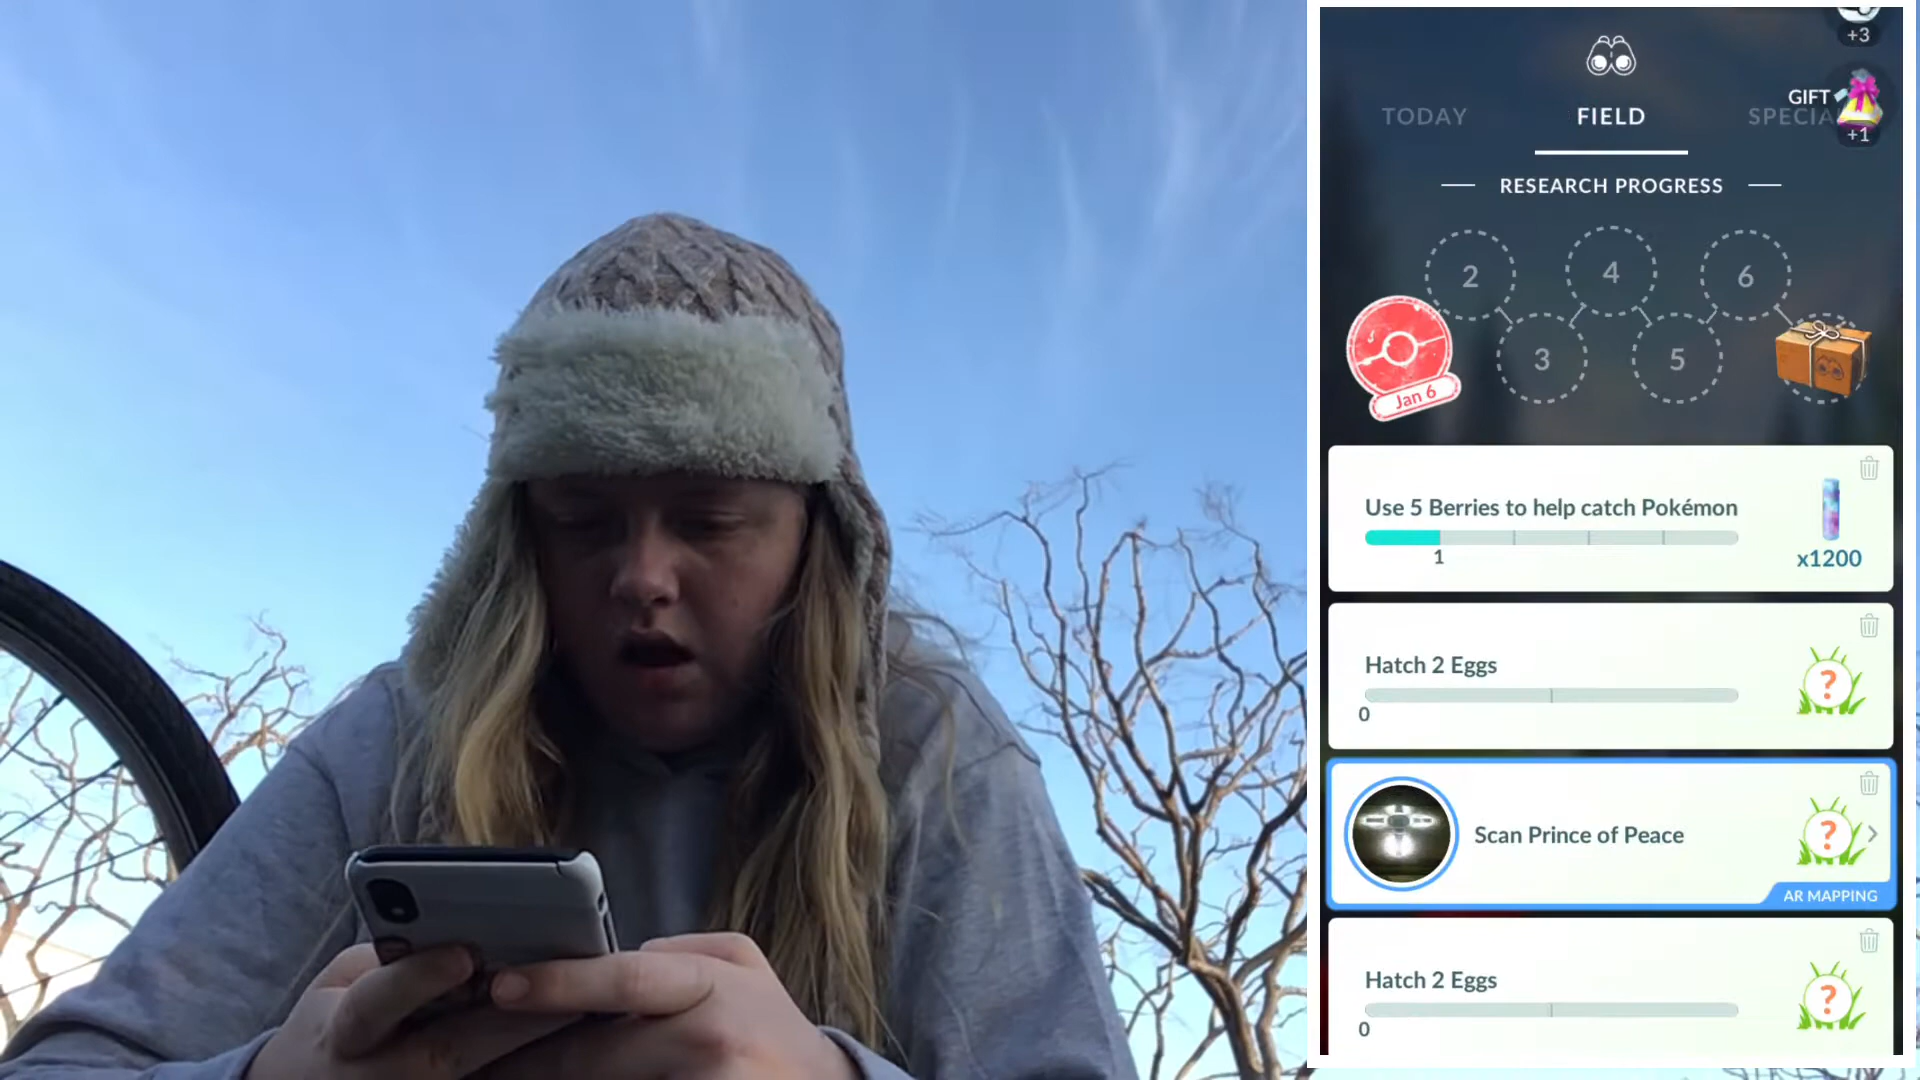 +3
GIFT
+1
TODAY
FIELD
RESEARCH PROGRESS
2
4
6
3
5
Jan 6
Use 5 Berries to help catch Pokémon
1
x1200
Hatch 2 Eggs
0
?
Scan Prince of Peace
?
AR MAPPING
Hatch 2 Eggs
0
?